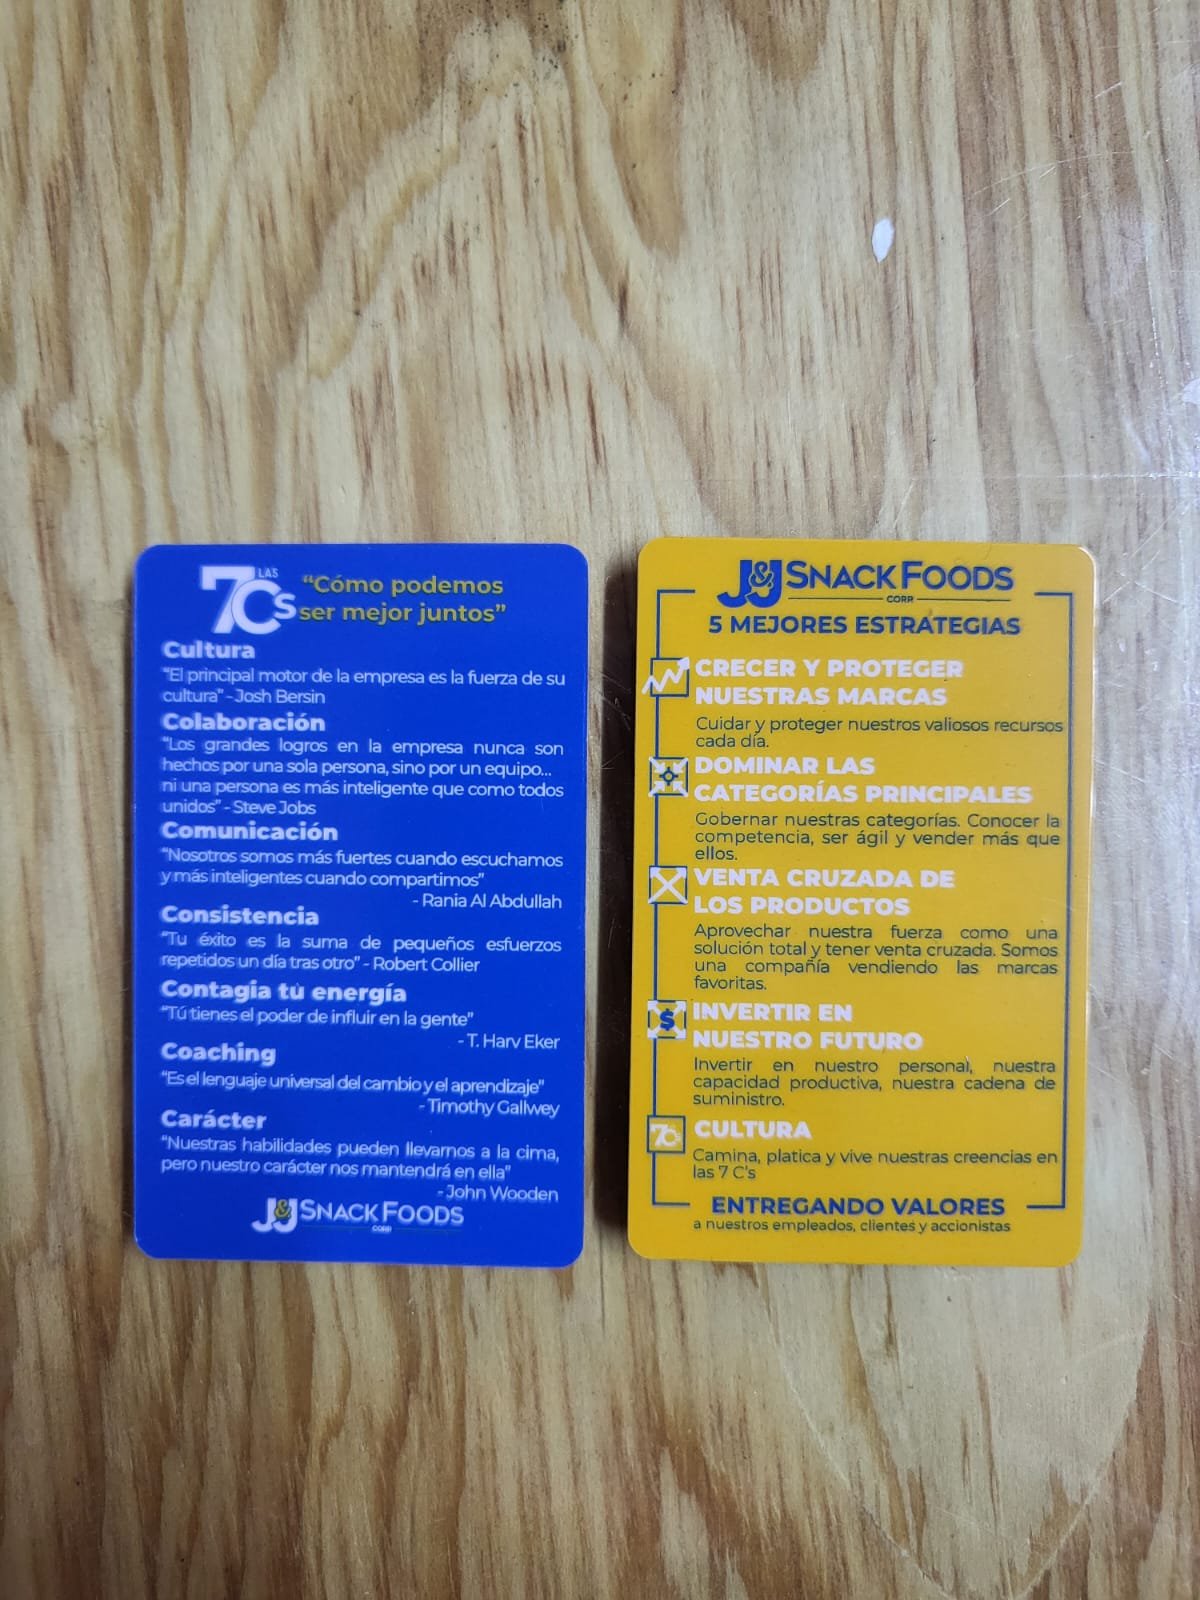 LAS
7Cs
“Cómo podemos
ser mejor juntos”
Cultura
“El principal motor de la empresa es la fuerza de su
cultura” - Josh Bersin
Colaboración
“Los grandes logros en la empresa nunca son
hechos por una sola persona, sino por un equipo...
ni una persona es más inteligente que como todos
unidos” - Steve Jobs
Comunicación
“Nosotros somos más fuertes cuando escuchamos
y más inteligentes cuando compartimos”
- Rania Al Abdullah
Consistencia
“Tu éxito es la suma de pequeños esfuerzos
repetidos un día tras otro” - Robert Collier
Contagia tu energía
“Tú tienes el poder de influir en la gente”
- T. Harv Eker
Coaching
“Es el lenguaje universal del cambio y el aprendizaje”
- Timothy Gallwey
Carácter
“Nuestras habilidades pueden llevarnos a la cima,
pero nuestro carácter nos mantendrá en ella”
- John Wooden
J&J SNACK FOODS
CORP
J&J SNACK FOODS
CORP
5 MEJORES ESTRATEGIAS
CRECER Y PROTEGER
NUESTRAS MARCAS
Cuidar y proteger nuestros valiosos recursos
cada día.
DOMINAR LAS
CATEGORÍAS PRINCIPALES
Gobernar nuestras categorías. Conocer la
competencia, ser ágil y vender más que
ellos.
VENTA CRUZADA DE
LOS PRODUCTOS
Aprovechar nuestra fuerza como una
solución total y tener venta cruzada. Somos
una compañía vendiendo las marcas
favoritas.
$
INVERTIR EN
NUESTRO FUTURO
Invertir en nuestro personal, nuestra
capacidad productiva, nuestra cadena de
suministro.
7Cs
CULTURA
Camina, platica y vive nuestras creencias en
las 7 C's
ENTREGANDO VALORES
a nuestros empleados, clientes y accionistas